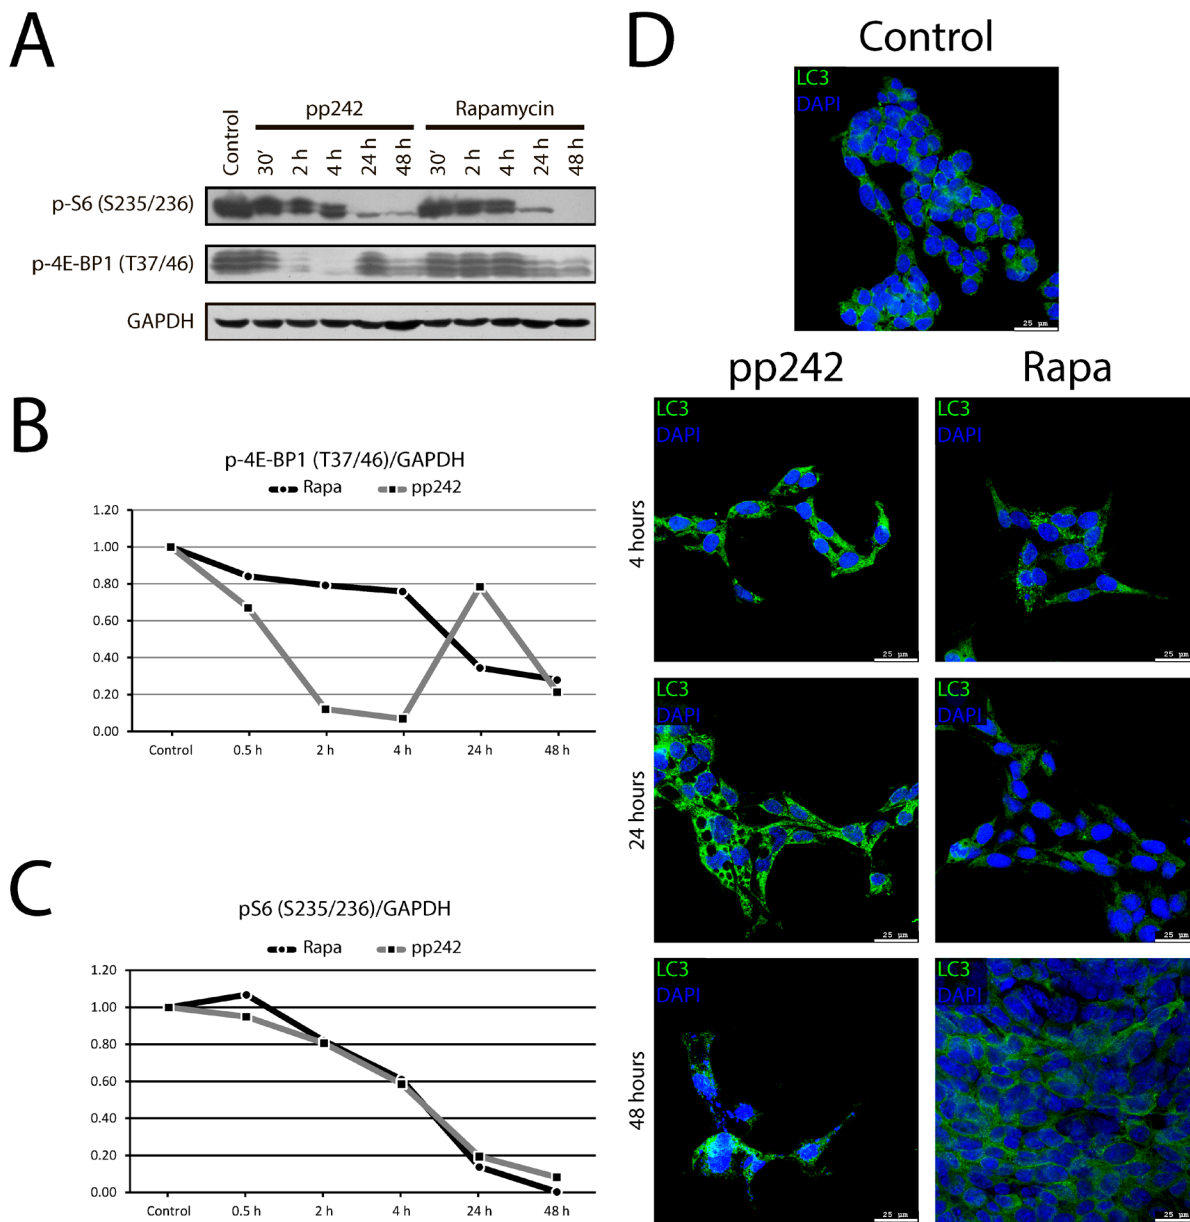 A
pp242
Rapamycin
Control
30'
2 h
4 h
24 h
48 h
30'
2 h
4 h
24 h
48 h
p-S6 (S235/236)
p-4E-BP1 (T37/46)
GAPDH
B
p-4E-BP1 (T37/46)/GAPDH
Rapa
pp242
1.20
1.00
0.80
0.60
0.40
0.20
0.00
Control
0.5 h
2 h
4 h
24 h
48 h
C
pS6 (S235/236)/GAPDH
Rapa
pp242
1.20
1.00
0.80
0.60
0.40
0.20
0.00
Control
0.5 h
2 h
4 h
24 h
48 h
D
Control
LC3
DAPI
25 µm
pp242
Rapa
4 hours
LC3
DAPI
25 µm
LC3
DAPI
25 µm
24 hours
LC3
DAPI
25 µm
LC3
DAPI
25 µm
48 hours
LC3
DAPI
25 µm
LC3
DAPI
25 µm